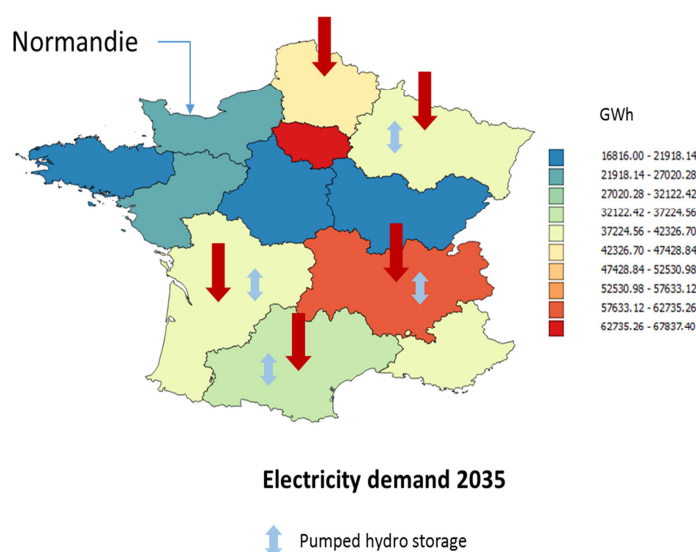 Normandie
GWh
16816.00 - 21918.14
21918.14 - 27020.28
27020.28 - 32122.42
32122.42 - 37224.56
37224.56 - 42326.70
42326.70 - 47428.84
47428.84 - 52530.98
52530.98 - 57633.12
57633.12 - 62735.26
62735.26 - 67837.40
Electricity demand 2035
Pumped hydro storage